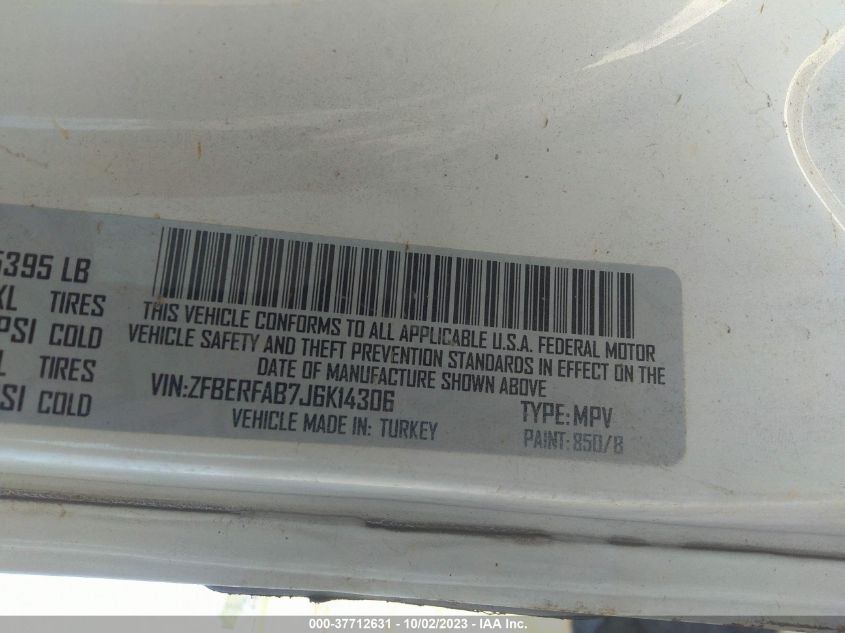 5395 LB
XL TIRES
PSI COLD
L TIRES
SI COLD
THIS VEHICLE CONFORMS TO ALL APPLICABLE U.S.A. FEDERAL MOTOR
VEHICLE SAFETY AND THEFT PREVENTION STANDARDS IN EFFECT ON THE
DATE OF MANUFACTURE SHOWN ABOVE
VIN:ZFBERFAB7J6K14306 TYPE:MPV
VEHICLE MADE IN: TURKEY PAINT:850/B
000-37712631 - 10/02/2023 - IAA Inc.